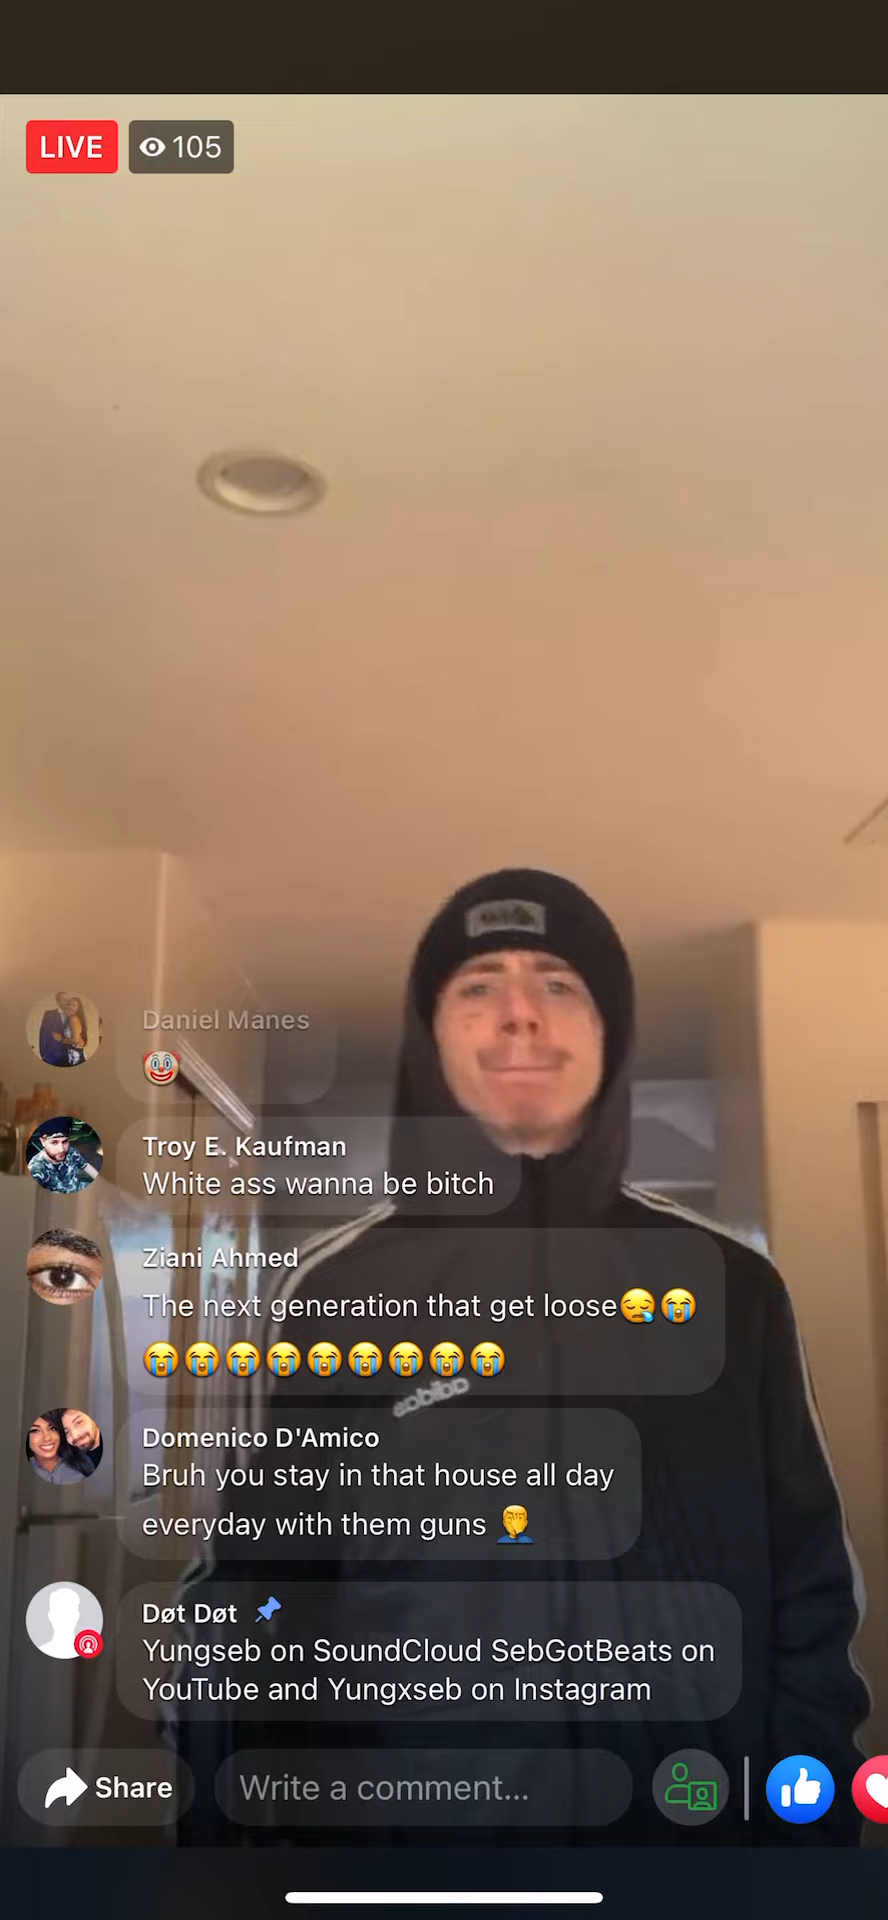 LIVE 105
Daniel Manes
🤡
Troy E. Kaufman
White ass wanna be bitch
Ziani Ahmed
The next generation that get loose😪😭
😭😭😭😭😭😭😭😭😭
Domenico D'Amico
Bruh you stay in that house all day
everyday with them guns 🤦‍♂️
Døt Døt 📌
Yungseb on SoundCloud SebGotBeats on
YouTube and Yungxseb on Instagram
Share Write a comment...